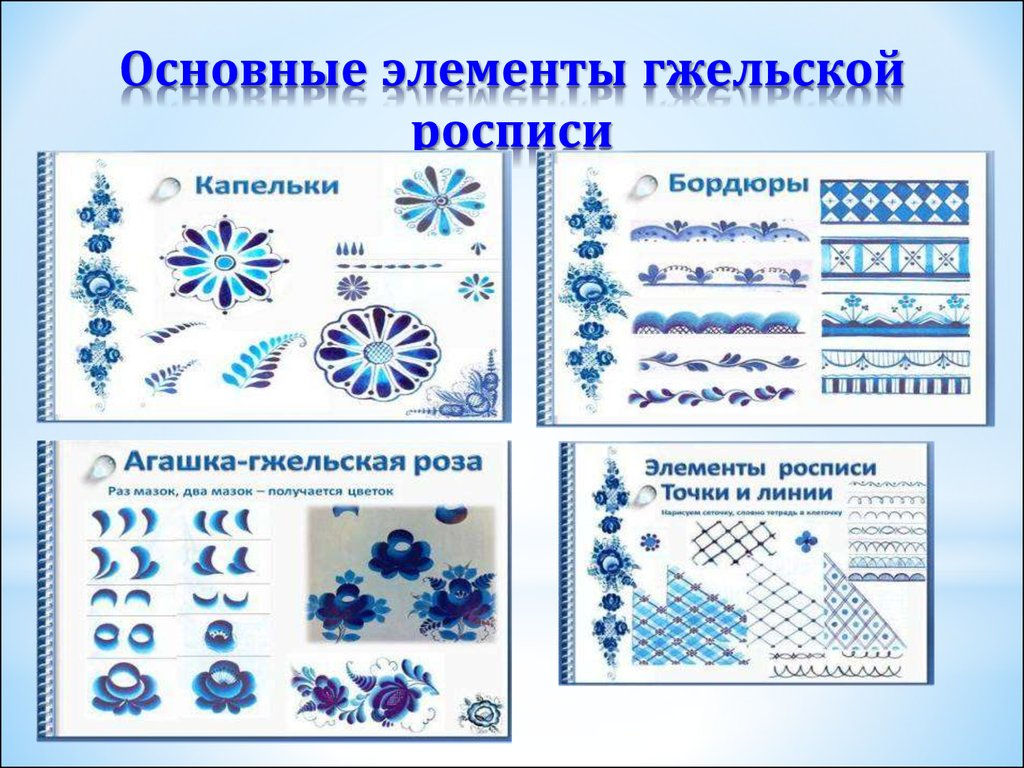 Основные элементы гжельской
росписи
Капельки
Бордюры
Агашка-гжельская роза
Раз мазок, два мазок – получается цветок
Элементы росписи
Точки и линии
Нарисуем сеточку, словно тетрадь в клеточку